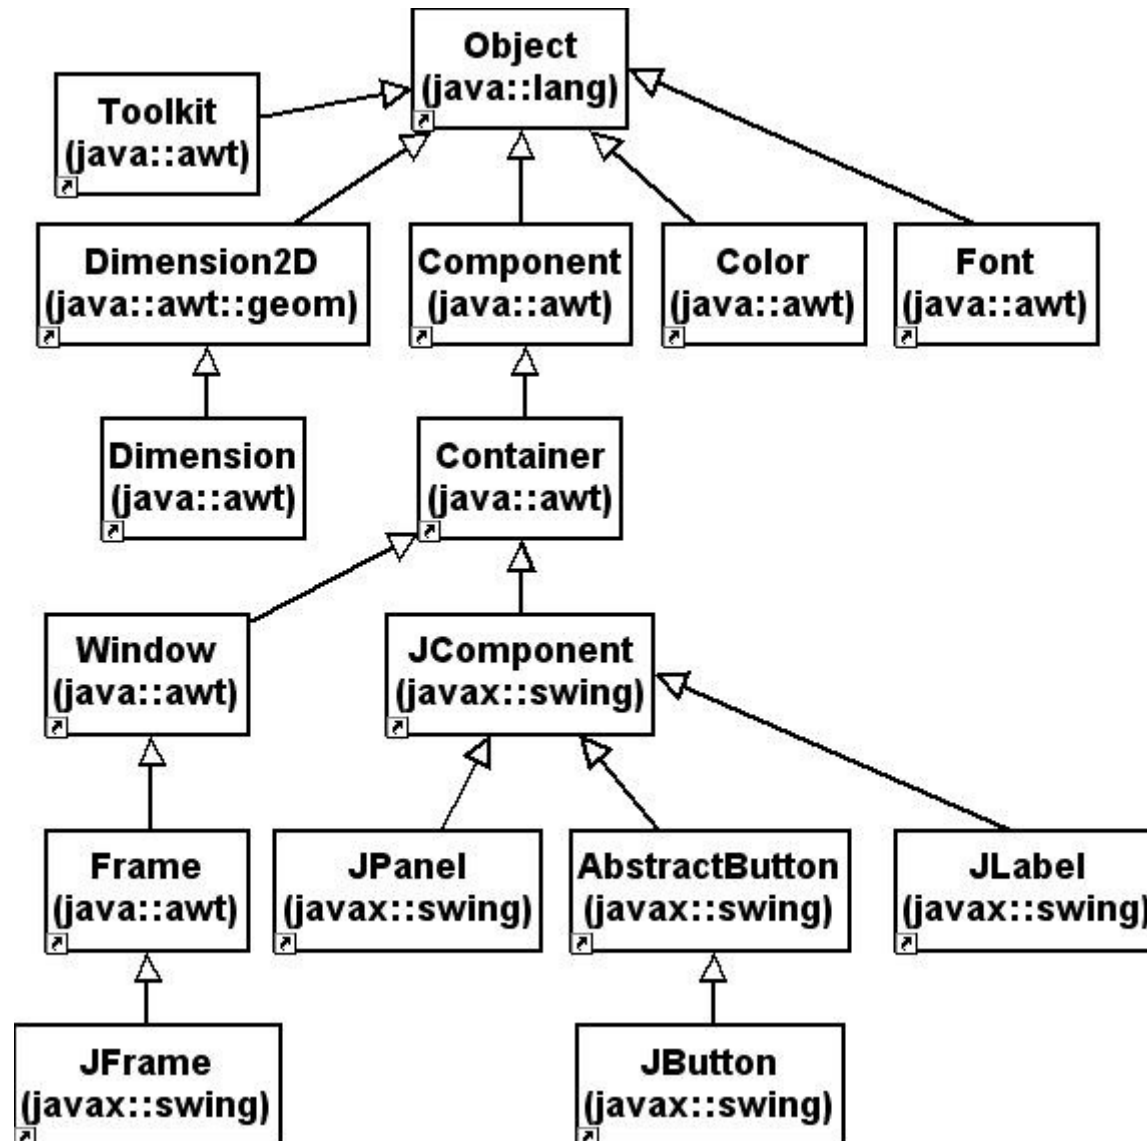 Object
(java::lang)
Toolkit
(java::awt)
Dimension2D
(java::awt::geom)
Component
(java::awt)
Color
(java::awt)
Font
(java::awt)
Dimension
(java::awt)
Container
(java::awt)
Window
(java::awt)
JComponent
(javax::swing)
Frame
(java::awt)
JPanel
(javax::swing)
AbstractButton
(javax::swing)
JLabel
(javax::swing)
JFrame
(javax::swing)
JButton
(javax::swing)